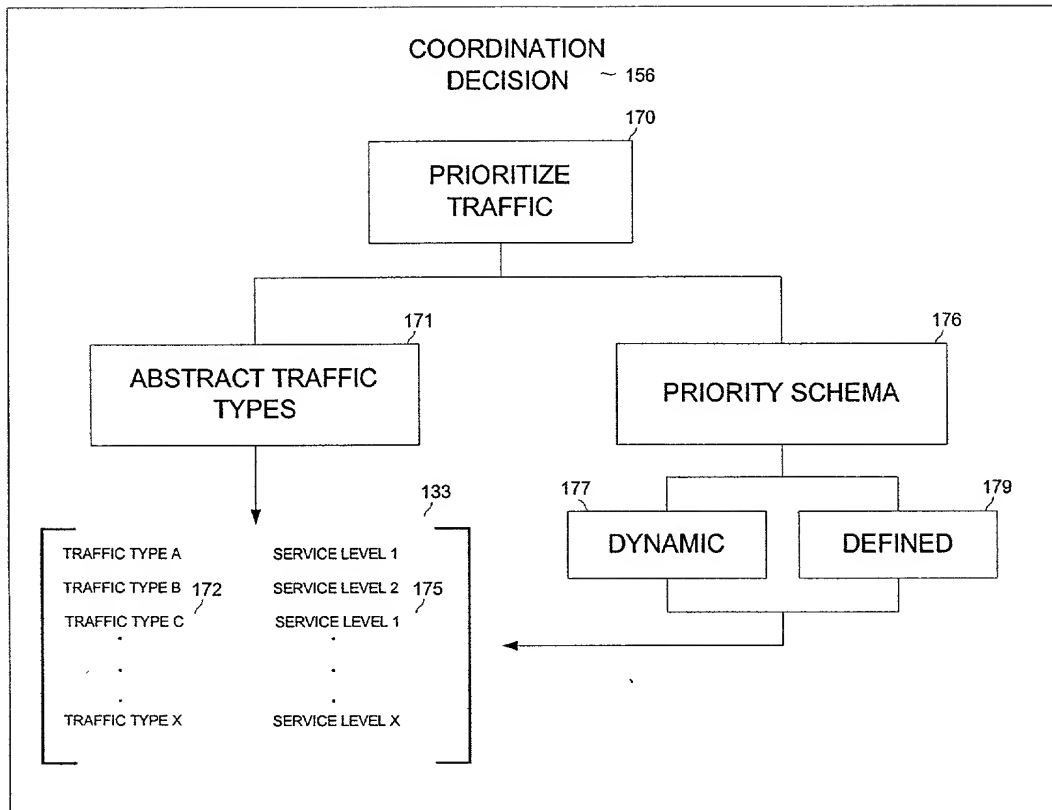 COORDINATION
DECISION
156
170
PRIORITIZE
TRAFFIC
171
ABSTRACT TRAFFIC
TYPES
176
PRIORITY SCHEMA
133
177
DYNAMIC
179
DEFINED
TRAFFIC TYPE A SERVICE LEVEL 1
TRAFFIC TYPE B 172 SERVICE LEVEL 2 175
TRAFFIC TYPE C SERVICE LEVEL 1
. .
. .
. .
TRAFFIC TYPE X SERVICE LEVEL X